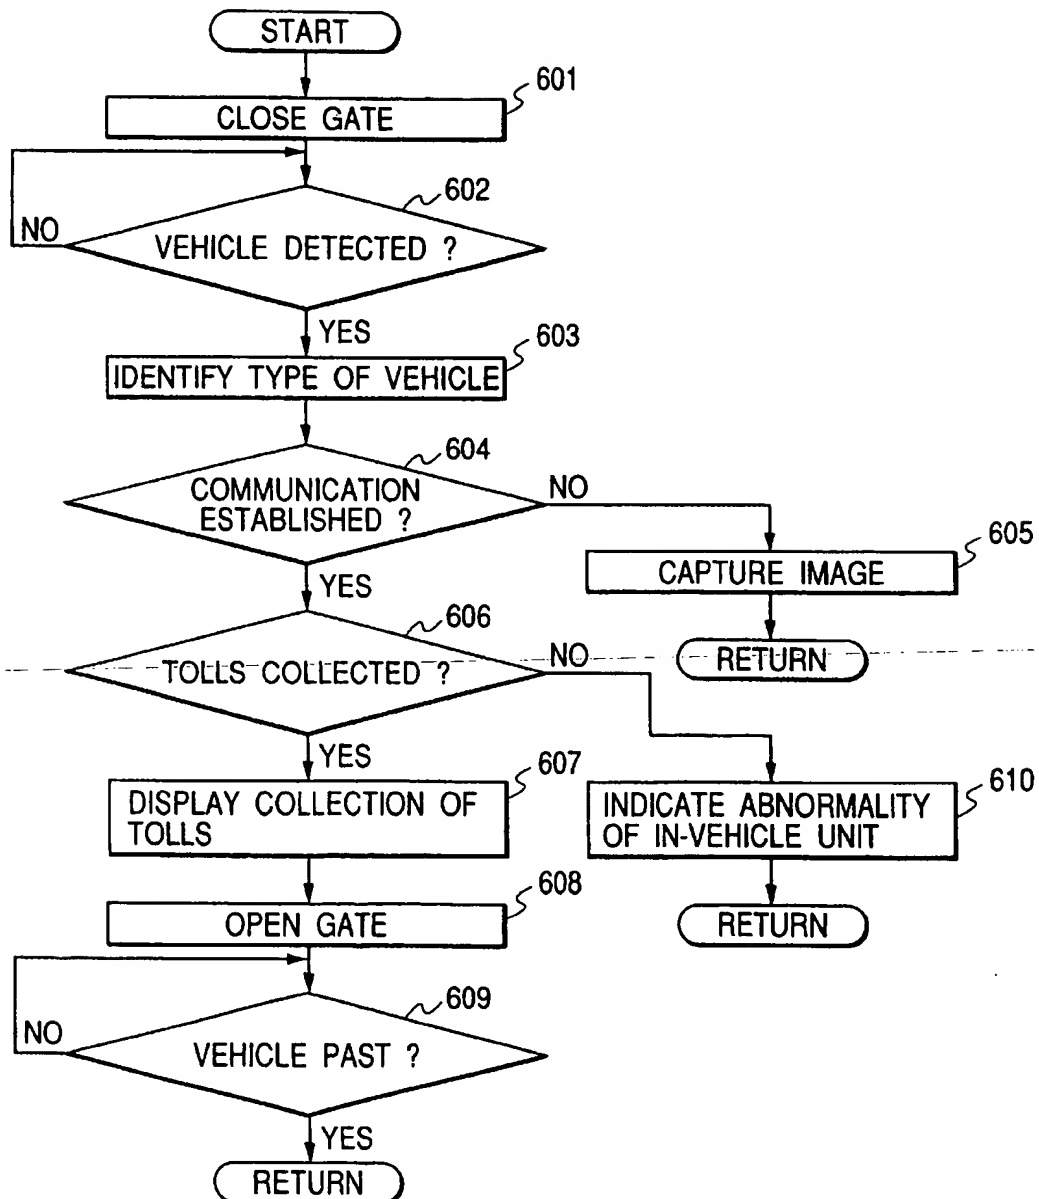 START
601
CLOSE GATE
602
NO
VEHICLE DETECTED ?
YES
603
IDENTIFY TYPE OF VEHICLE
604
COMMUNICATION
ESTABLISHED ?
NO
605
CAPTURE IMAGE
YES
606
RETURN
TOLLS COLLECTED ?
NO
YES
607
DISPLAY COLLECTION OF
TOLLS
610
INDICATE ABNORMALITY
OF IN-VEHICLE UNIT
608
OPEN GATE
RETURN
609
NO
VEHICLE PAST ?
YES
RETURN